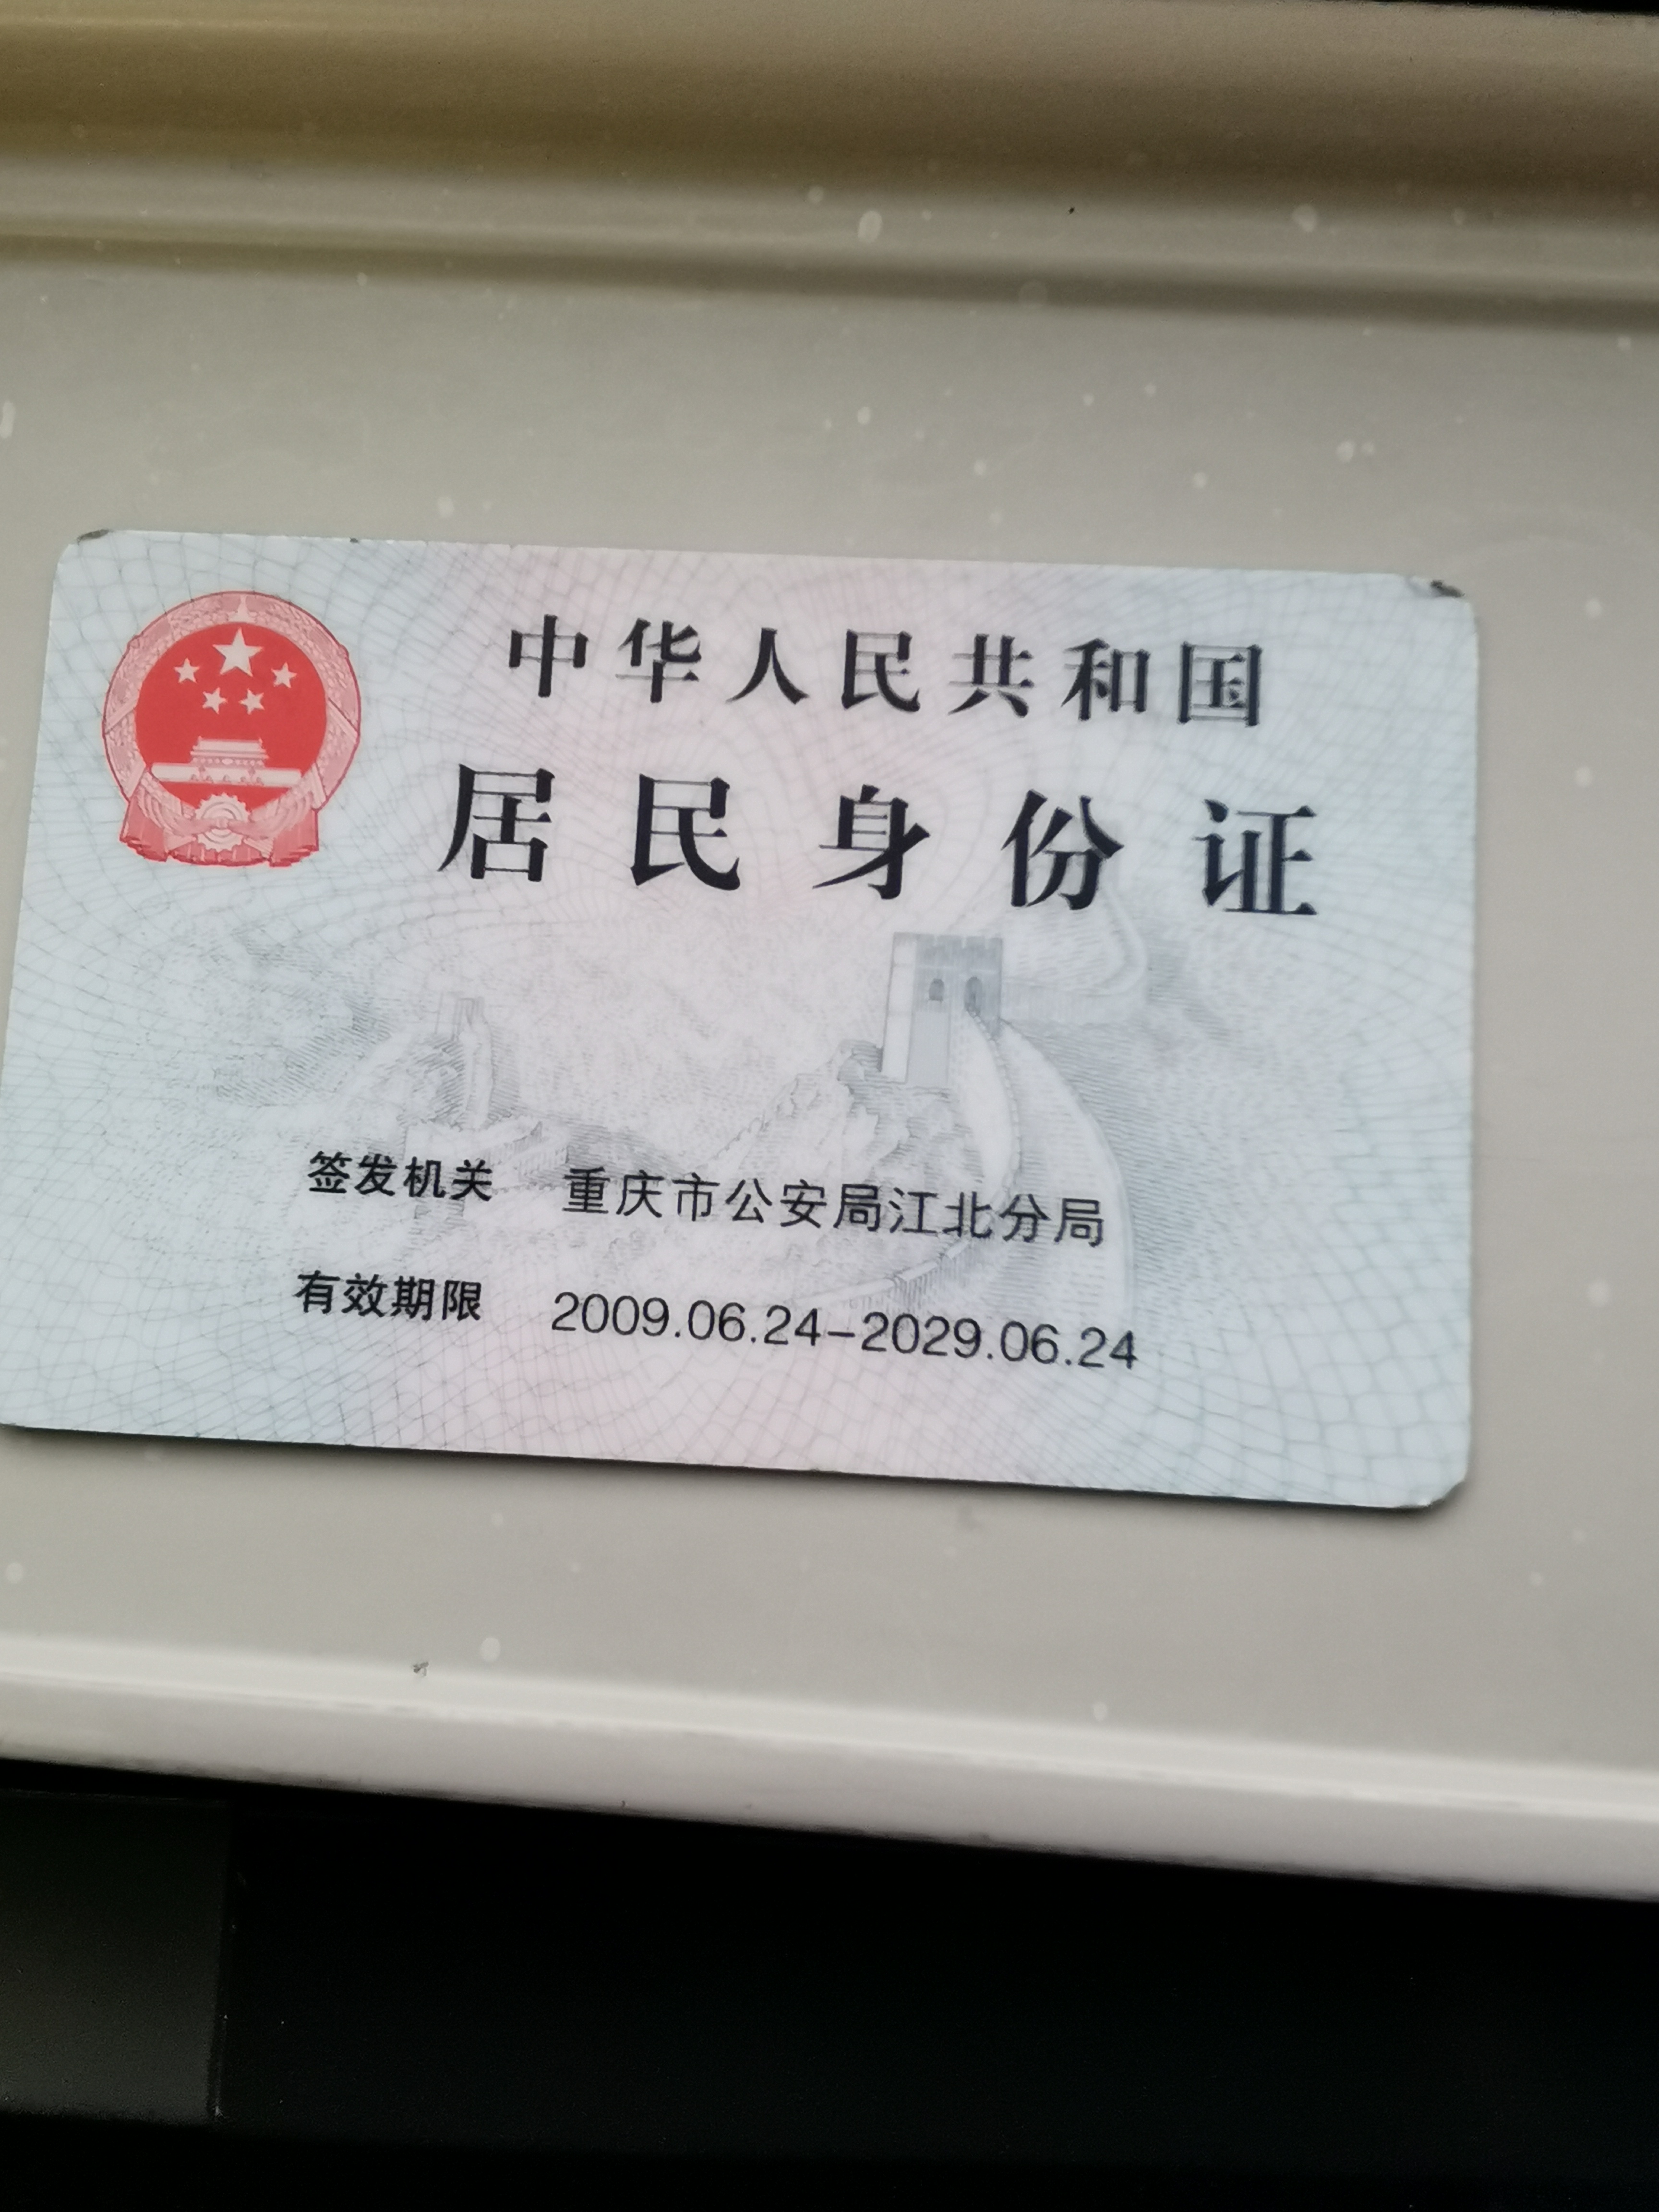 中华人民共和国
居民身份证
签发机关 重庆市公安局江北分局
有效期限 2009.06.24-2029.06.24